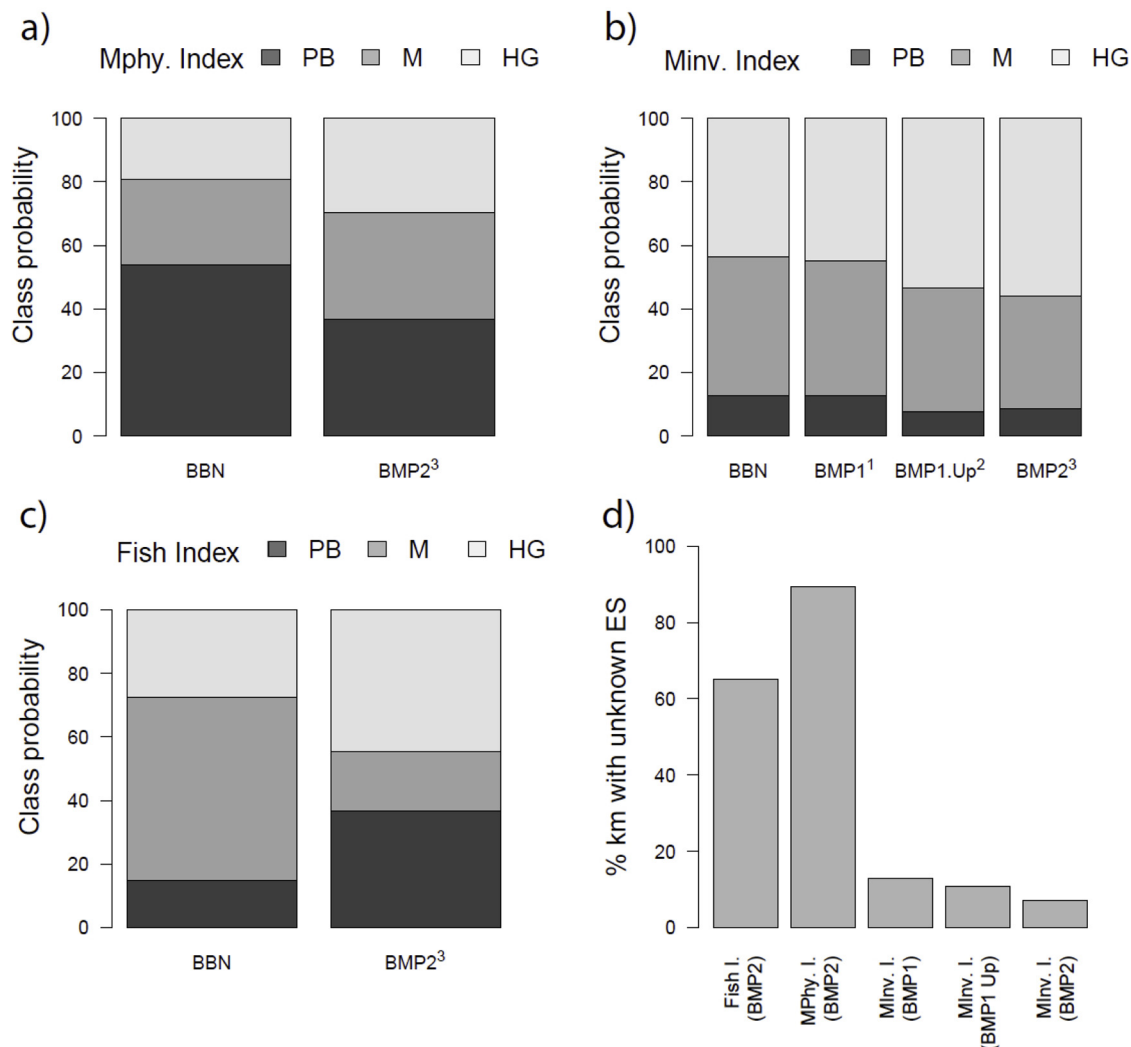 a)
Mphy. Index PB M HG
Class probability
100
80
60
40
20
0
BBN BMP2³
b)
Minv. Index PB M HG
Class probability
100
80
60
40
20
0
BBN BMP1¹ BMP1.Up² BMP2³
c)
Fish Index PB M HG
Class probability
100
80
60
40
20
0
BBN BMP2³
d)
% km with unknown ES
100
80
60
40
20
0
Fish I.
(BMP2)
MPhy. I.
(BMP2)
MInv. I.
(BMP1)
MInv. I.
(BMP1 Up)
MInv. I.
(BMP2)